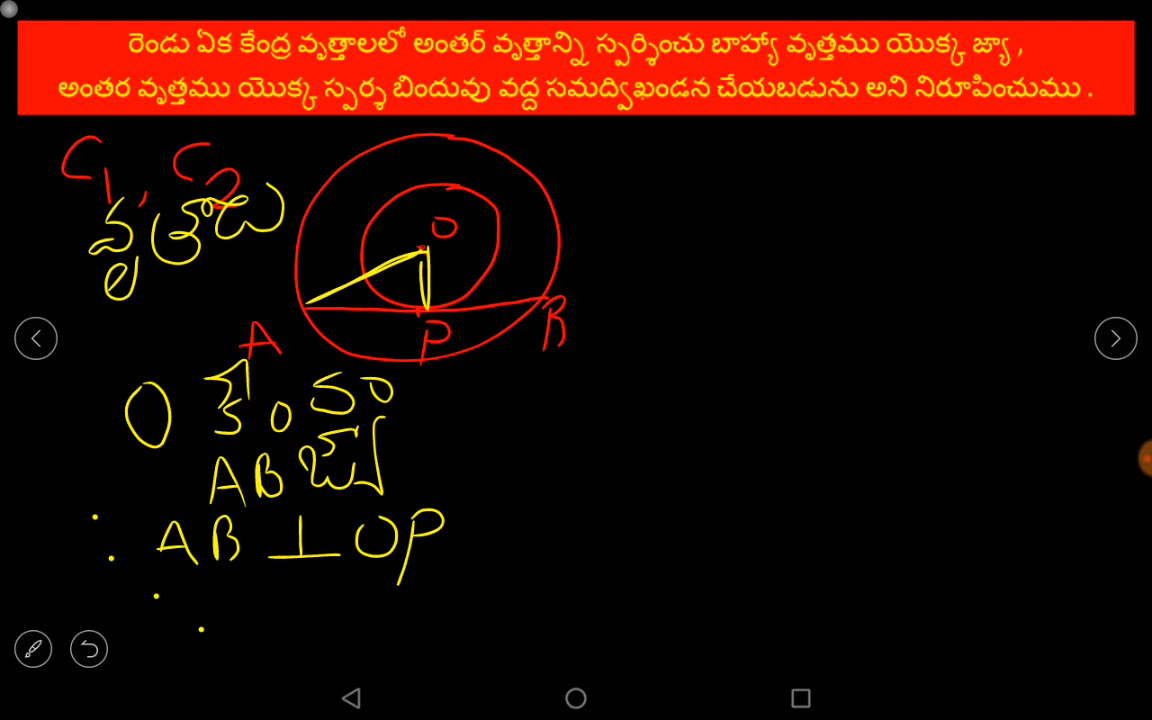 రెండు ఏక కేంద్ర వృత్తాలలో అంతర్ వృత్తాన్ని స్పర్శించు బాహ్యా వృత్తము యొక్క జ్యా ,
అంతర వృత్తము యొక్క స్పర్శ బిందువు వద్ద సమద్విఖండన చేయబడును అని నిరూపించుము .
C1, C2
O
A P B
O
AB జ్యా
∴ AB ⊥ OP